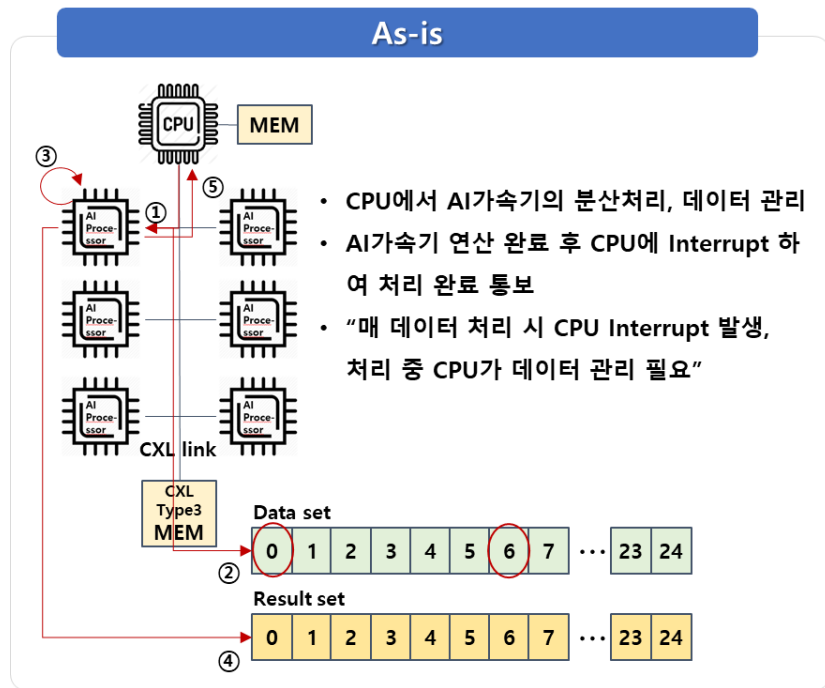 As-is
CPU
MEM
③
①
⑤
AI
Proce-
ssor
AI
Proce-
ssor
• CPU에서 AI가속기의 분산처리, 데이터 관리
• AI가속기 연산 완료 후 CPU에 Interrupt 하
여 처리 완료 통보
• “매 데이터 처리 시 CPU Interrupt 발생,
처리 중 CPU가 데이터 관리 필요”
AI
Proce-
ssor
AI
Proce-
ssor
AI
Proce-
ssor
AI
Proce-
ssor
CXL link
CXL
Type3
MEM
Data set
0 1 2 3 4 5 6 7 ··· 23 24
②
Result set
0 1 2 3 4 5 6 7 ··· 23 24
④